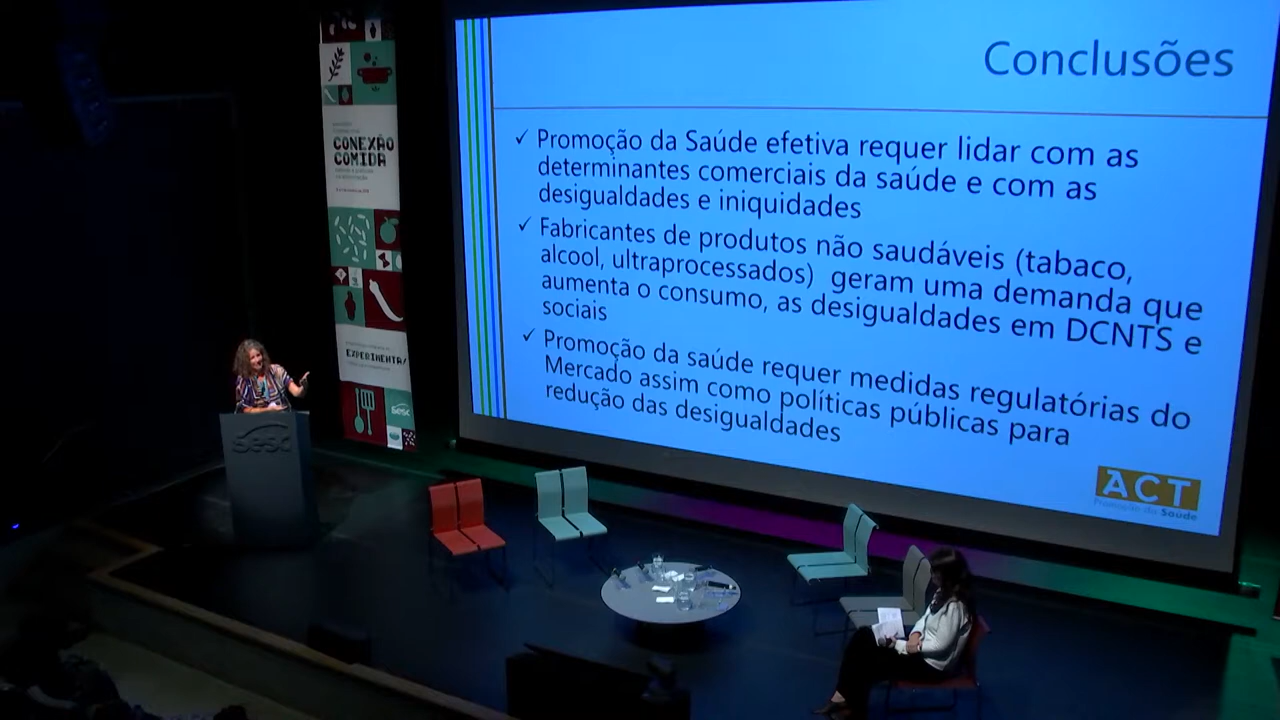 Conclusões
✓ Promoção da Saúde efetiva requer lidar com as
determinantes comerciais da saúde e com as
desigualdades e iniquidades
✓ Fabricantes de produtos não saudáveis (tabaco,
alcool, ultraprocessados) geram uma demanda que
aumenta o consumo, as desigualdades em DCNTS e
sociais
✓ Promoção da saúde requer medidas regulatórias do
Mercado assim como políticas públicas para
redução das desigualdades
ACT
Promoção da Saúde
CONEXÃO
COMIDA
EXPERIMENTA!
sesc
sesc